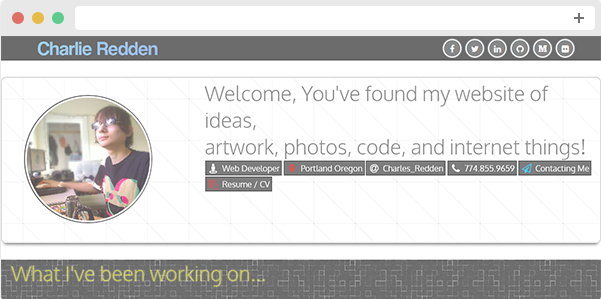 Charlie Redden
Welcome, You've found my website of
ideas,
artwork, photos, code, and internet things!
Web Developer Portland Oregon @ Charles_Redden 774.855.9659 Contacting Me
Resume / CV
What I've been working on...